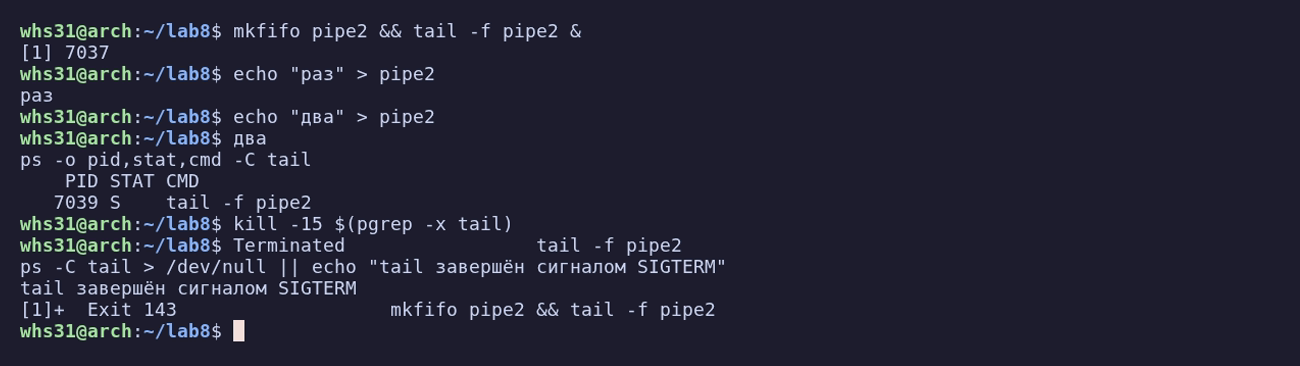 whs31@arch:~/lab8$ mkfifo pipe2 && tail -f pipe2 &
[1] 7037
whs31@arch:~/lab8$ echo "раз" > pipe2
раз
whs31@arch:~/lab8$ echo "два" > pipe2
whs31@arch:~/lab8$ два
ps -o pid,stat,cmd -C tail
    PID STAT CMD
   7039 S    tail -f pipe2
whs31@arch:~/lab8$ kill -15 $(pgrep -x tail)
whs31@arch:~/lab8$ Terminated                 tail -f pipe2
ps -C tail > /dev/null || echo "tail завершён сигналом SIGTERM"
tail завершён сигналом SIGTERM
[1]+  Exit 143                   mkfifo pipe2 && tail -f pipe2
whs31@arch:~/lab8$